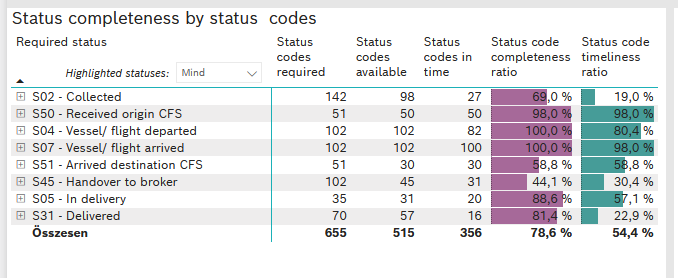 Status completeness by status codes
Required status Status codes required Status codes available Status codes in time Status code completeness ratio Status code timeliness ratio
Highlighted statuses: Mind
S02 - Collected 142 98 27 69,0 % 19,0 %
S50 - Received origin CFS 51 50 50 98,0 % 98,0 %
S04 - Vessel/ flight departed 102 102 82 100,0 % 80,4 %
S07 - Vessel/ flight arrived 102 102 100 100,0 % 98,0 %
S51 - Arrived destination CFS 51 30 30 58,8 % 58,8 %
S45 - Handover to broker 102 45 31 44,1 % 30,4 %
S05 - In delivery 35 31 20 88,6 % 57,1 %
S31 - Delivered 70 57 16 81,4 % 22,9 %
Összesen 655 515 356 78,6 % 54,4 %